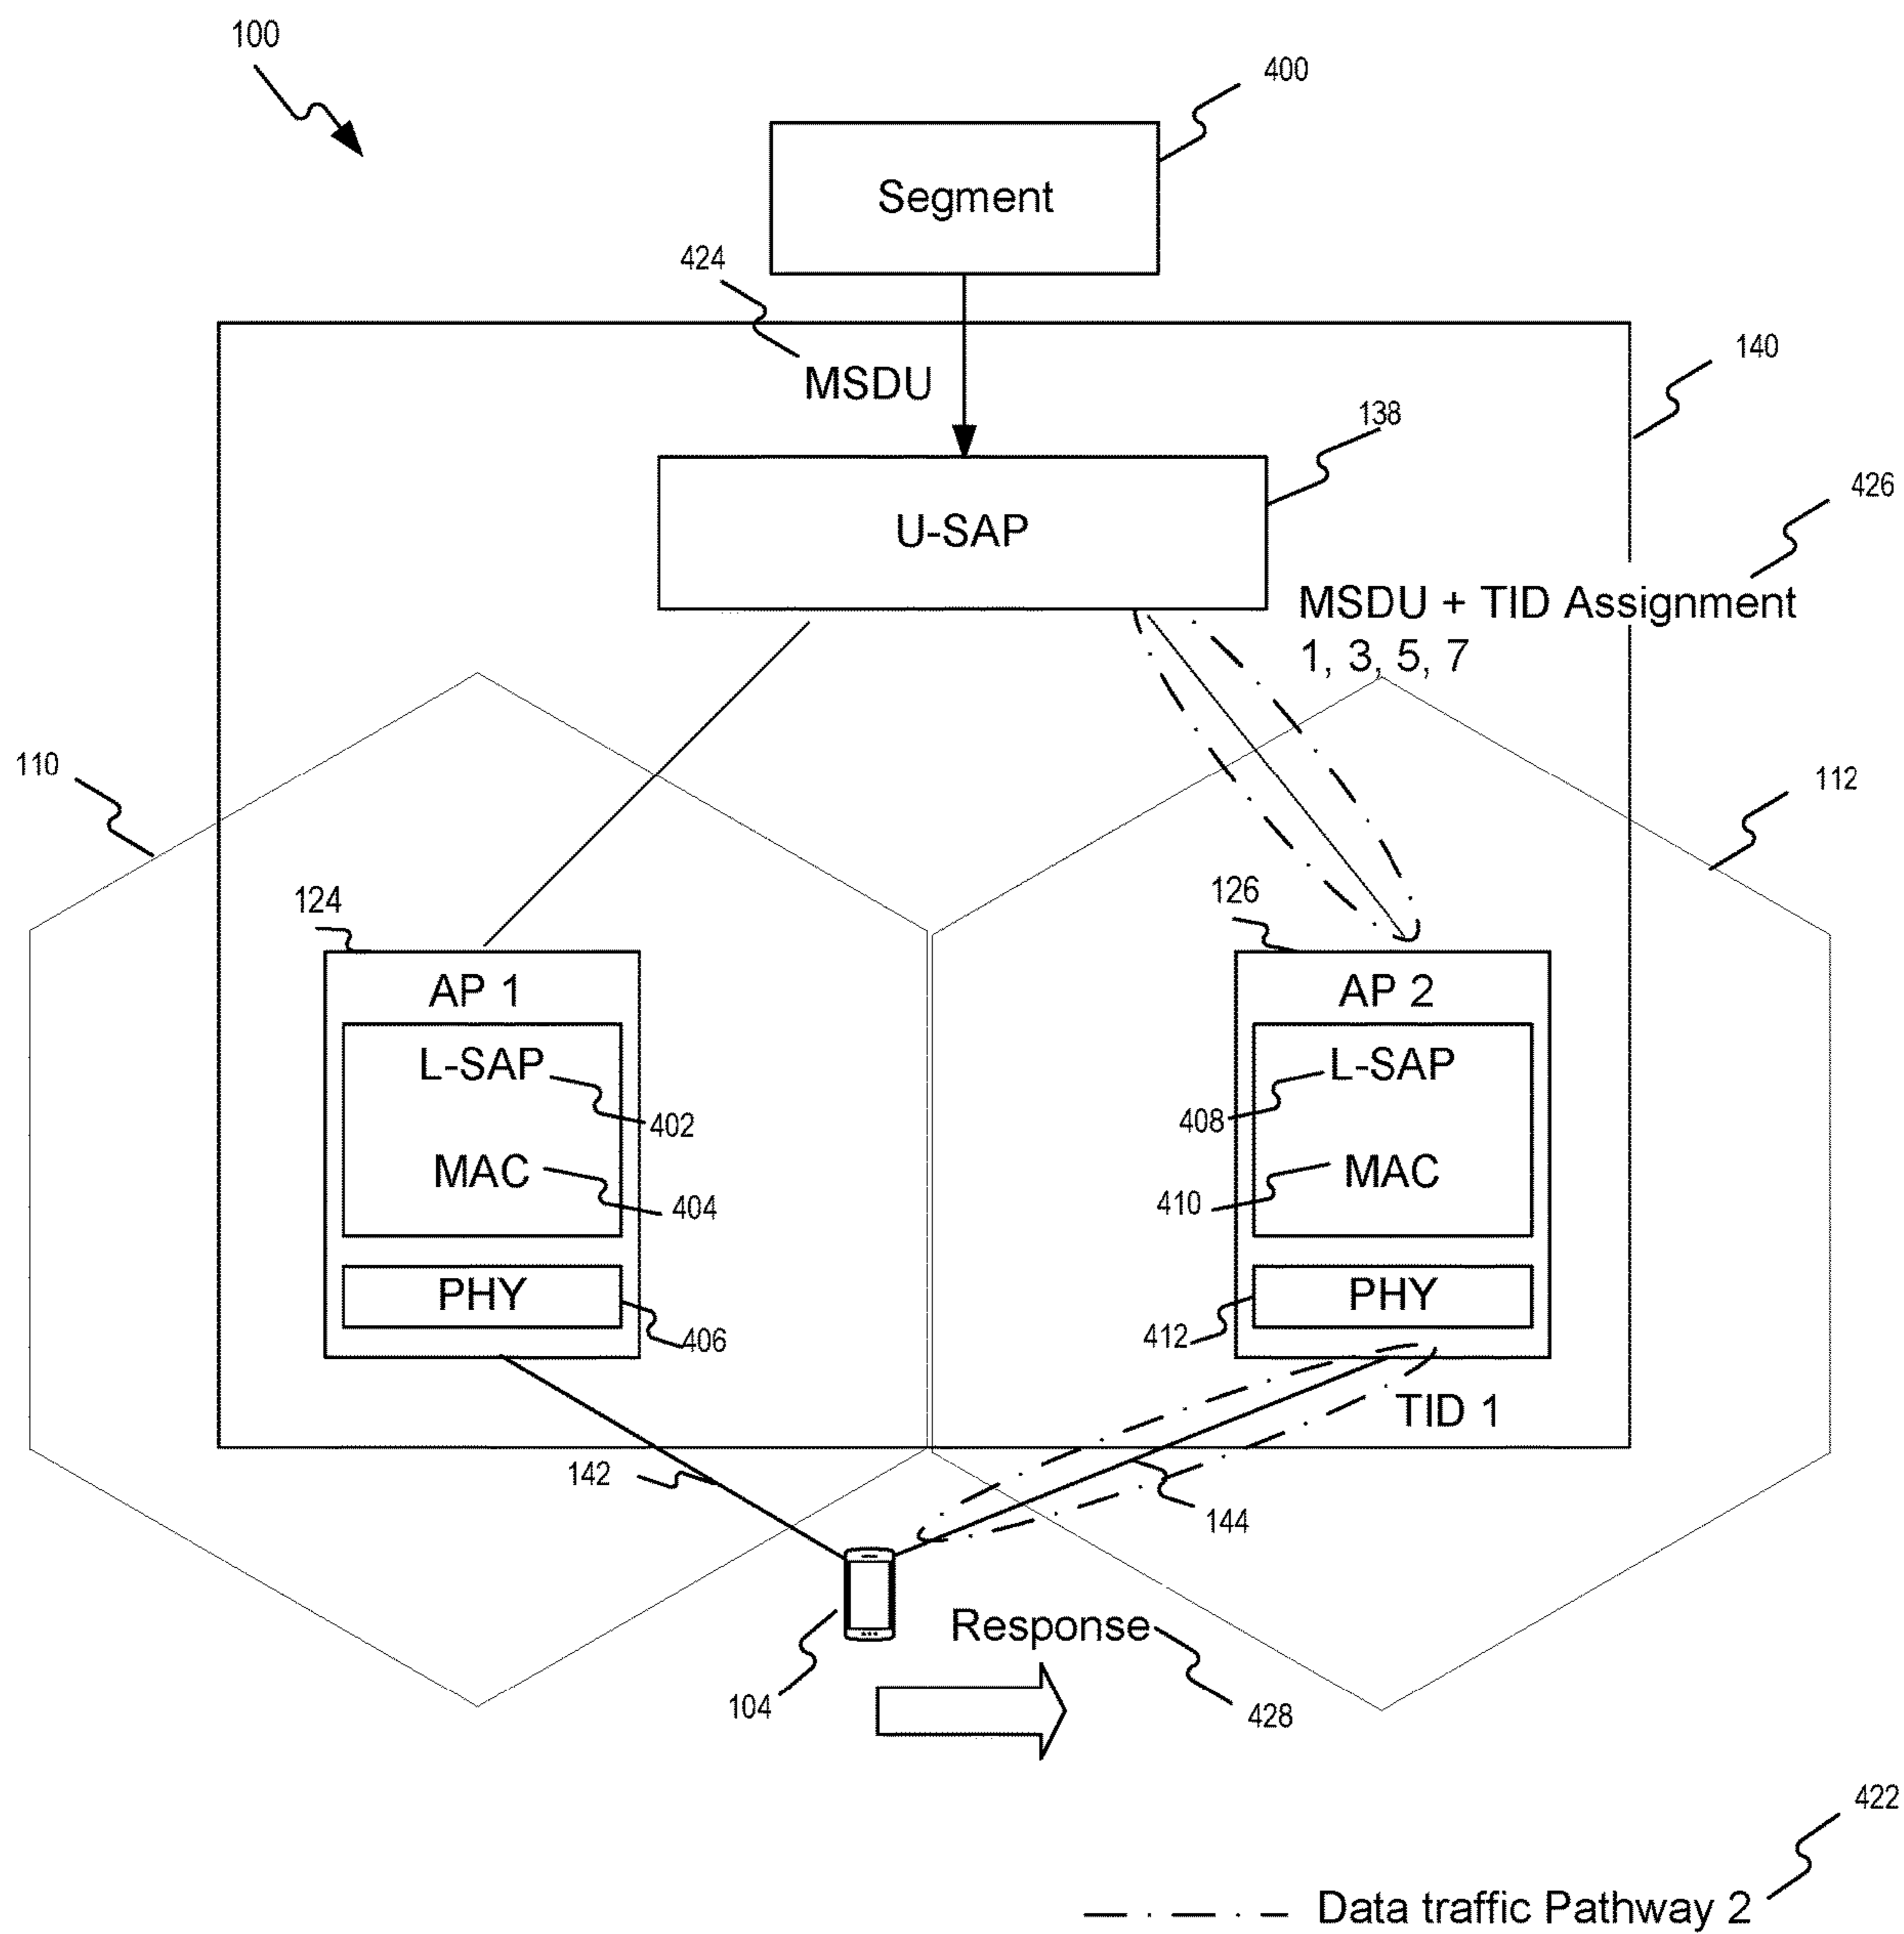 100
400
Segment
424
140
MSDU
138
426
U-SAP
MSDU + TID Assignment
1, 3, 5, 7
110
112
124
126
AP 1
AP 2
L-SAP
L-SAP
402
408
MAC
MAC
404
410
PHY
PHY
406
412
TID 1
142
144
Response
104
428
422
Data traffic Pathway 2